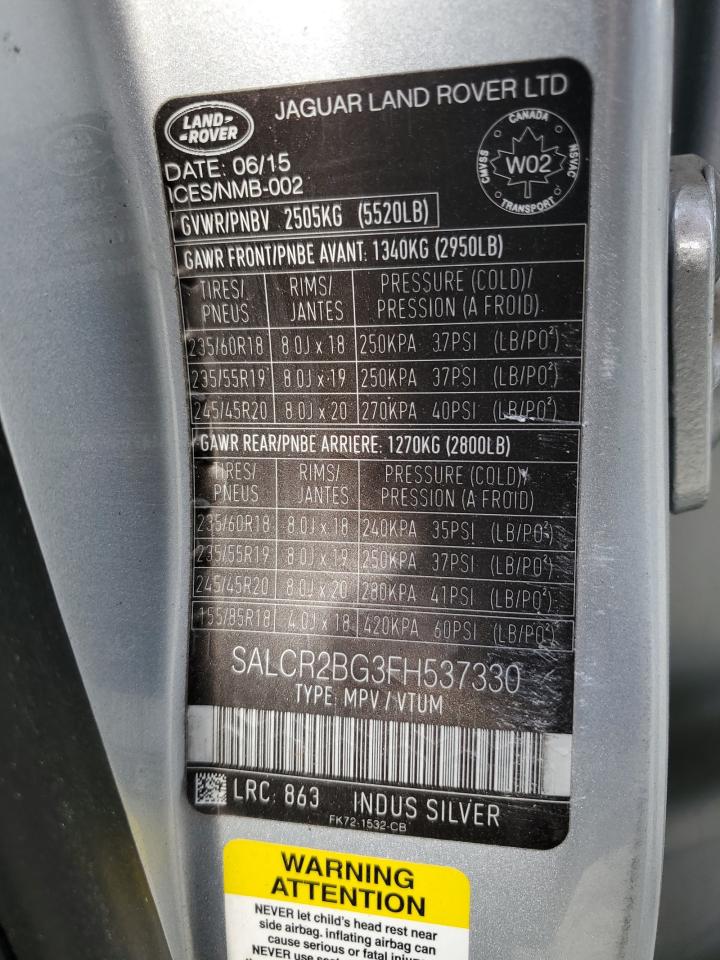 LAND-
-ROVER
JAGUAR LAND ROVER LTD
DATE: 06/15
ICES/NMB-002
CANADA
CMVSS W02 NSVAC
TRANSPORT
GVWR/PNBV 2505KG (5520LB)
GAWR FRONT/PNBE AVANT: 1340KG (2950LB)
TIRES/ RIMS/ PRESSURE (COLD)/
PNEUS JANTES PRESSION (A FROID)
235/60R18 8.0J x 18 250KPA 37PSI (LB/PO²)
235/55R19 8.0J x 19 250KPA 37PSI (LB/PO²)
245/45R20 8.0J x 20 270KPA 40PSI (LB/PO²)
GAWR REAR/PNBE ARRIERE: 1270KG (2800LB)
TIRES/ RIMS/ PRESSURE (COLD)/
PNEUS JANTES PRESSION (A FROID)
235/60R18 8.0J x 18 240KPA 35PSI (LB/PO²)
235/55R19 8.0J x 19 250KPA 37PSI (LB/PO²)
245/45R20 8.0J x 20 280KPA 41PSI (LB/PO²)
155/85R18 4.0J x 18 420KPA 60PSI (LB/PO²)
SALCR2BG3FH537330
TYPE: MPV / VTUM
LRC: 863 INDUS SILVER
FK72-1532-CB
WARNING
ATTENTION
NEVER let child's head rest near
side airbag. inflating airbag can
cause serious or fatal
NEVER use